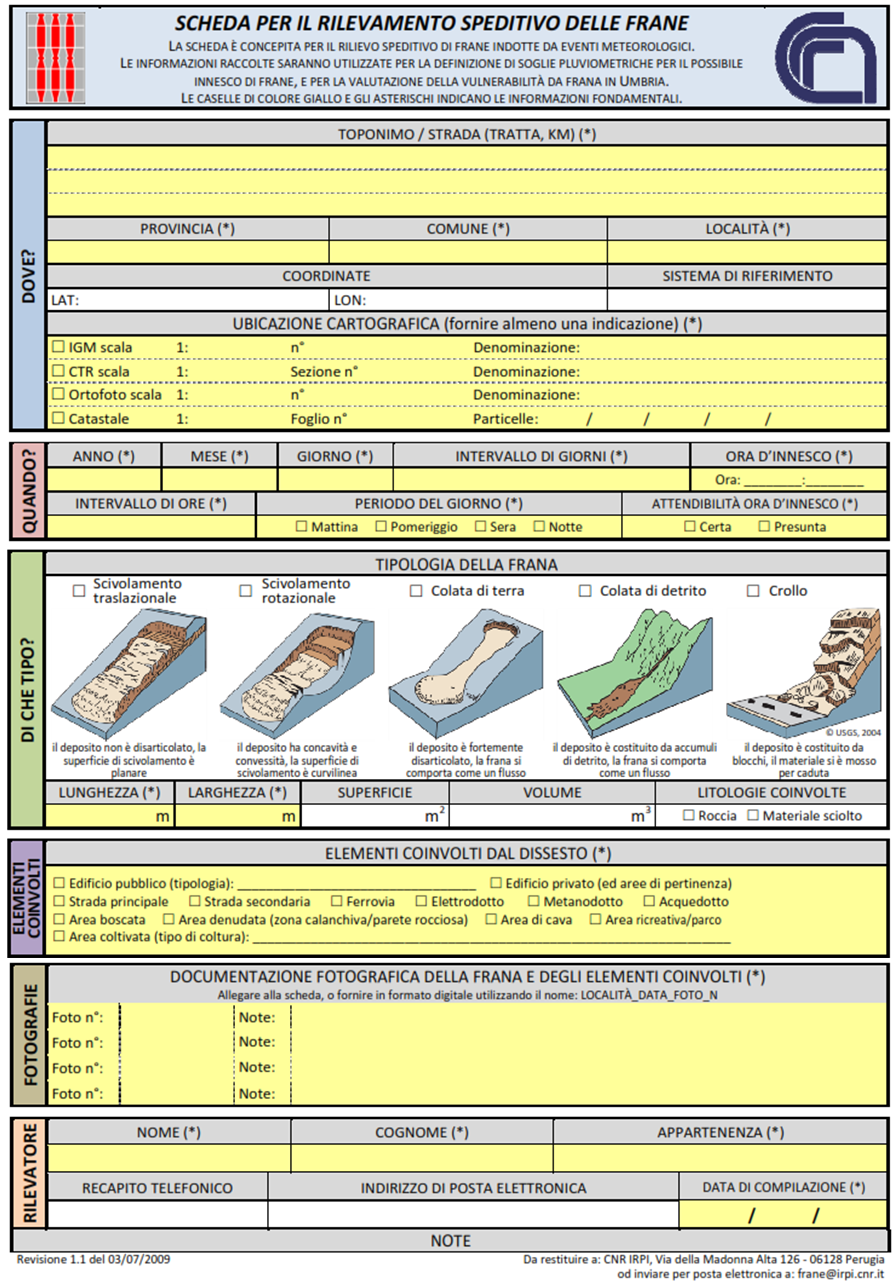 SCHEDA PER IL RILEVAMENTO SPEDITIVO DELLE FRANE
LA SCHEDA È CONCEPITA PER IL RILIEVO SPEDITIVO DI FRANE INDOTTE DA EVENTI METEOROLOGICI.
LE INFORMAZIONI RACCOLTE SARANNO UTILIZZATE PER LA DEFINIZIONE DI SOGLIE PLUVIOMETRICHE PER IL POSSIBILE
INNESCO DI FRANE, E PER LA VALUTAZIONE DELLA VULNERABILITÀ DA FRANA IN UMBRIA.
LE CASELLE DI COLORE GIALLO E GLI ASTERISCHI INDICANO LE INFORMAZIONI FONDAMENTALI.
DOVE?
TOPONIMO / STRADA (TRATTA, KM) (*)
PROVINCIA (*) COMUNE (*) LOCALITÀ (*)
COORDINATE SISTEMA DI RIFERIMENTO
LAT: LON:
UBICAZIONE CARTOGRAFICA (fornire almeno una indicazione) (*)
☐ IGM scala 1: n° Denominazione:
☐ CTR scala 1: Sezione n° Denominazione:
☐ Ortofoto scala 1: n° Denominazione:
☐ Catastale 1: Foglio n° Particelle: / / / /
QUANDO?
ANNO (*) MESE (*) GIORNO (*) INTERVALLO DI GIORNI (*) ORA D'INNESCO (*)
Ora: ________:________
INTERVALLO DI ORE (*) PERIODO DEL GIORNO (*) ATTENDIBILITÀ ORA D'INNESCO (*)
☐ Mattina ☐ Pomeriggio ☐ Sera ☐ Notte ☐ Certa ☐ Presunta
DI CHE TIPO?
TIPOLOGIA DELLA FRANA
☐ Scivolamento traslazionale ☐ Scivolamento rotazionale ☐ Colata di terra ☐ Colata di detrito ☐ Crollo
© USGS, 2004
il deposito non è disarticolato, la
superficie di scivolamento è
planare
il deposito ha concavità e
convessità, la superficie di
scivolamento è curvilinea
il deposito è fortemente
disarticolato, la frana si
comporta come un flusso
il deposito è costituito da accumuli
di detrito, la frana si comporta
come un flusso
il deposito è costituito da
blocchi, il materiale si è mosso
per caduta
LUNGHEZZA (*) LARGHEZZA (*) SUPERFICIE VOLUME LITOLOGIE COINVOLTE
m m m² m³ ☐ Roccia ☐ Materiale sciolto
ELEMENTI
COINVOLTI
ELEMENTI COINVOLTI DAL DISSESTO (*)
☐ Edificio pubblico (tipologia): ______________________________ ☐ Edificio privato (ed aree di pertinenza)
☐ Strada principale ☐ Strada secondaria ☐ Ferrovia ☐ Elettrodotto ☐ Metanodotto ☐ Acquedotto
☐ Area boscata ☐ Area denudata (zona calanchiva/parete rocciosa) ☐ Area di cava ☐ Area ricreativa/parco
☐ Area coltivata (tipo di coltura): ____________________________________________________________
FOTOGRAFIE
DOCUMENTAZIONE FOTOGRAFICA DELLA FRANA E DEGLI ELEMENTI COINVOLTI (*)
Allegare alla scheda, o fornire in formato digitale utilizzando il nome: LOCALITÀ_DATA_FOTO_N
Foto n°: Note:
Foto n°: Note:
Foto n°: Note:
Foto n°: Note:
RILEVATORE
NOME (*) COGNOME (*) APPARTENENZA (*)
RECAPITO TELEFONICO INDIRIZZO DI POSTA ELETTRONICA DATA DI COMPILAZIONE (*)
/ /
NOTE
Revisione 1.1 del 03/07/2009 Da restituire a: CNR IRPI, Via della Madonna Alta 126 - 06128 Perugia
od inviare per posta elettronica a: frane@irpi.cnr.it